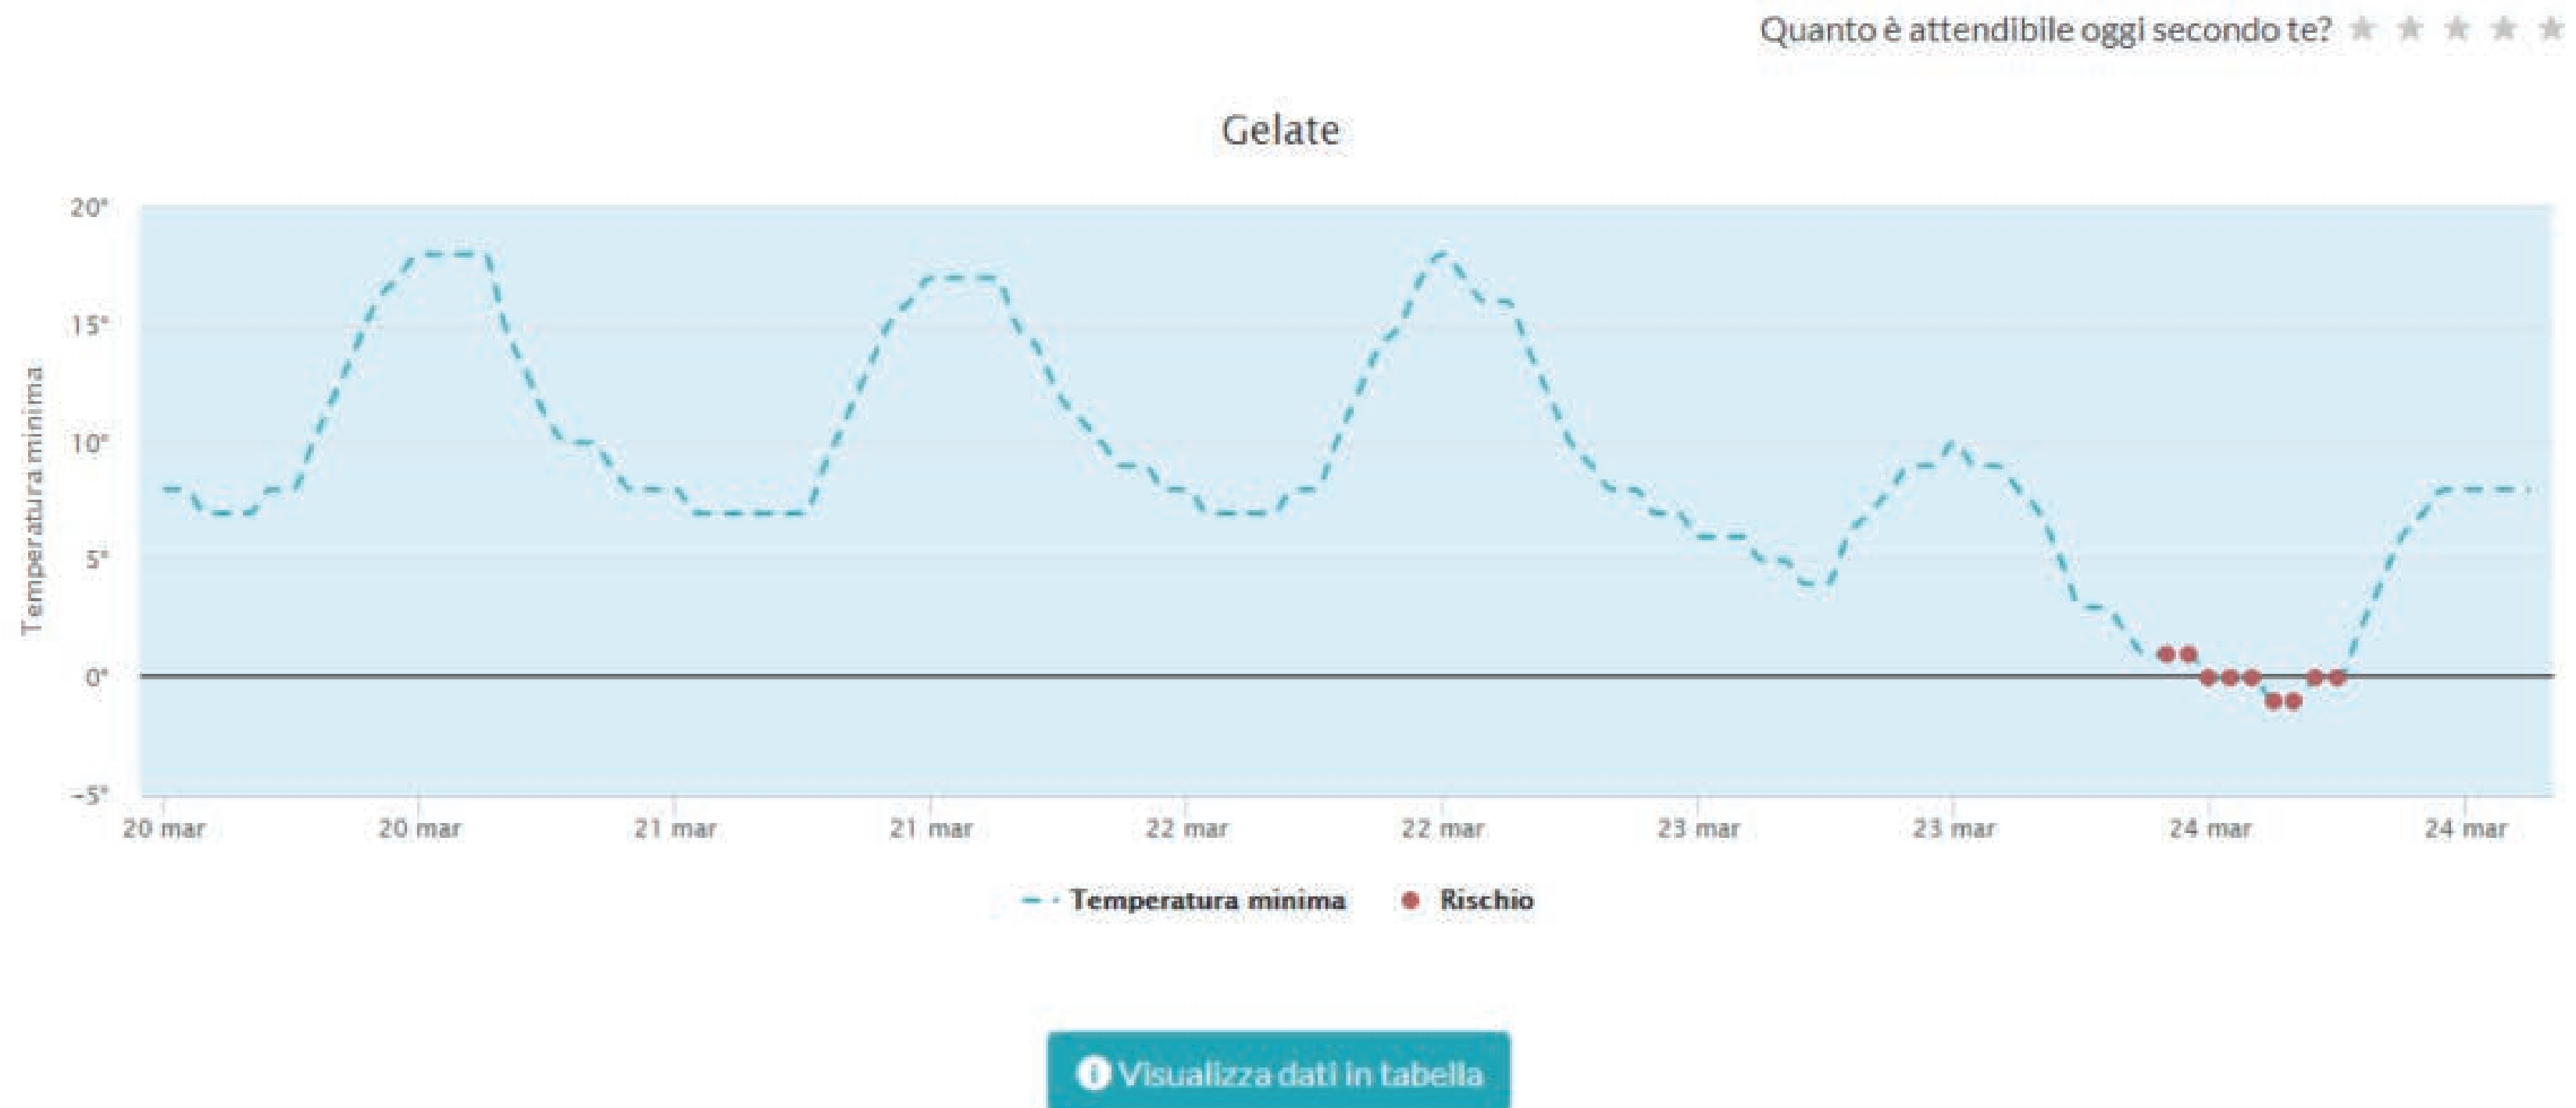 Quanto è attendibile oggi secondo te?
Gelate
Temperatura minima
20°
15°
10°
5°
0°
−5°
20 mar 20 mar 21 mar 21 mar 22 mar 22 mar 23 mar 23 mar 24 mar 24 mar
Temperatura minima Rischio
Visualizza dati in tabella